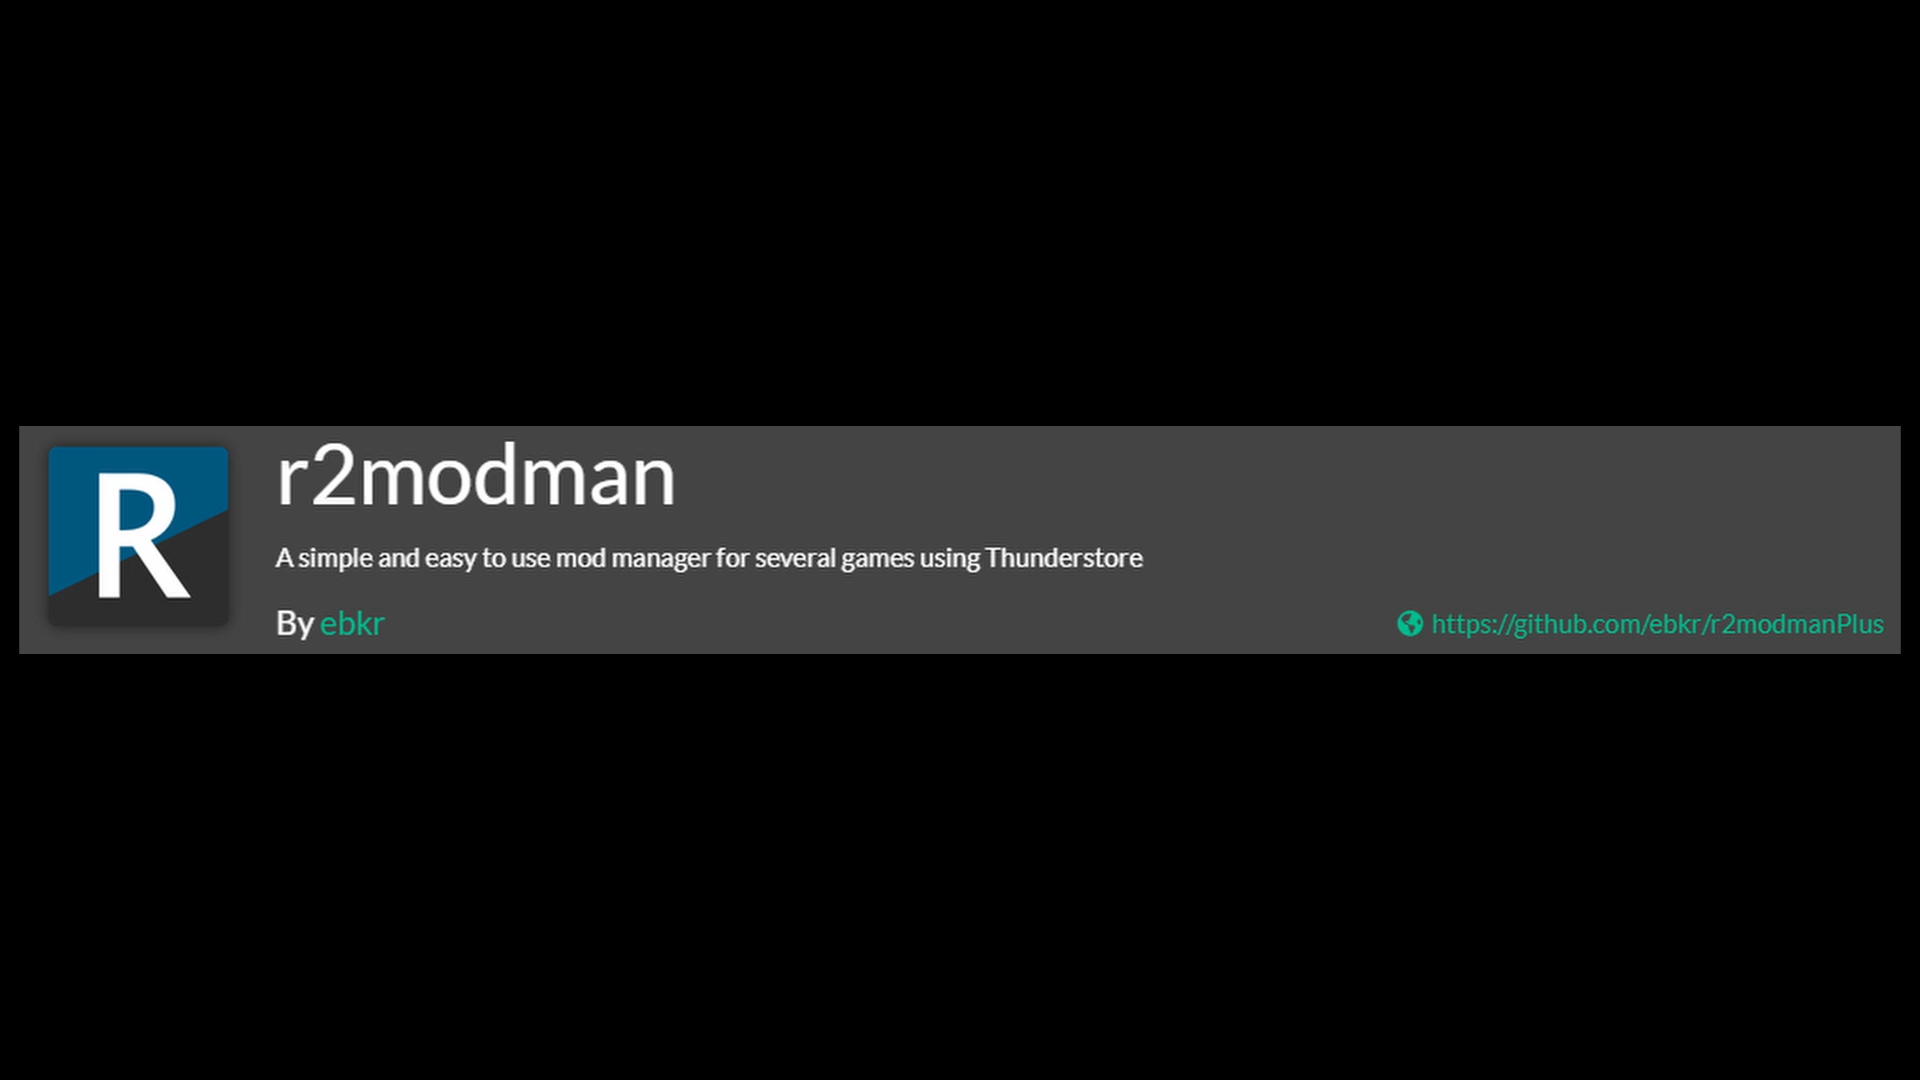 R
r2modman
A simple and easy to use mod manager for several games using Thunderstore
By ebkr
https://github.com/ebkr/r2modmanPlus